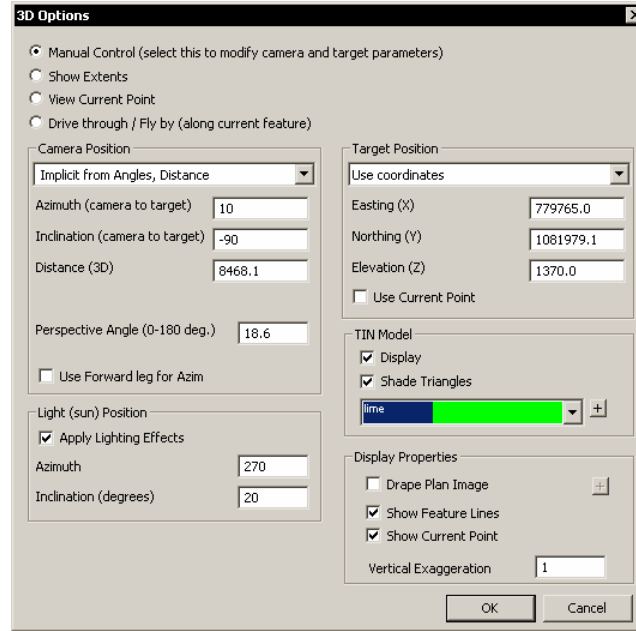 3D Options
Manual Control (select this to modify camera and target parameters)
Show Extents
View Current Point
Drive through / Fly by (along current feature)
Camera Position
Implicit from Angles, Distance
Azimuth (camera to target) 10
Inclination (camera to target) -90
Distance (3D) 8468.1
Perspective Angle (0-180 deg.) 18.6
Use Forward leg for Azim
Light (sun) Position
Apply Lighting Effects
Azimuth 270
Inclination (degrees) 20
Target Position
Use coordinates
Easting (X) 779765.0
Northing (Y) 1081979.1
Elevation (Z) 1370.0
Use Current Point
TIN Model
Display
Shade Triangles
lime +
Display Properties
Drape Plan Image +
Show Feature Lines
Show Current Point
Vertical Exaggeration 1
OK Cancel